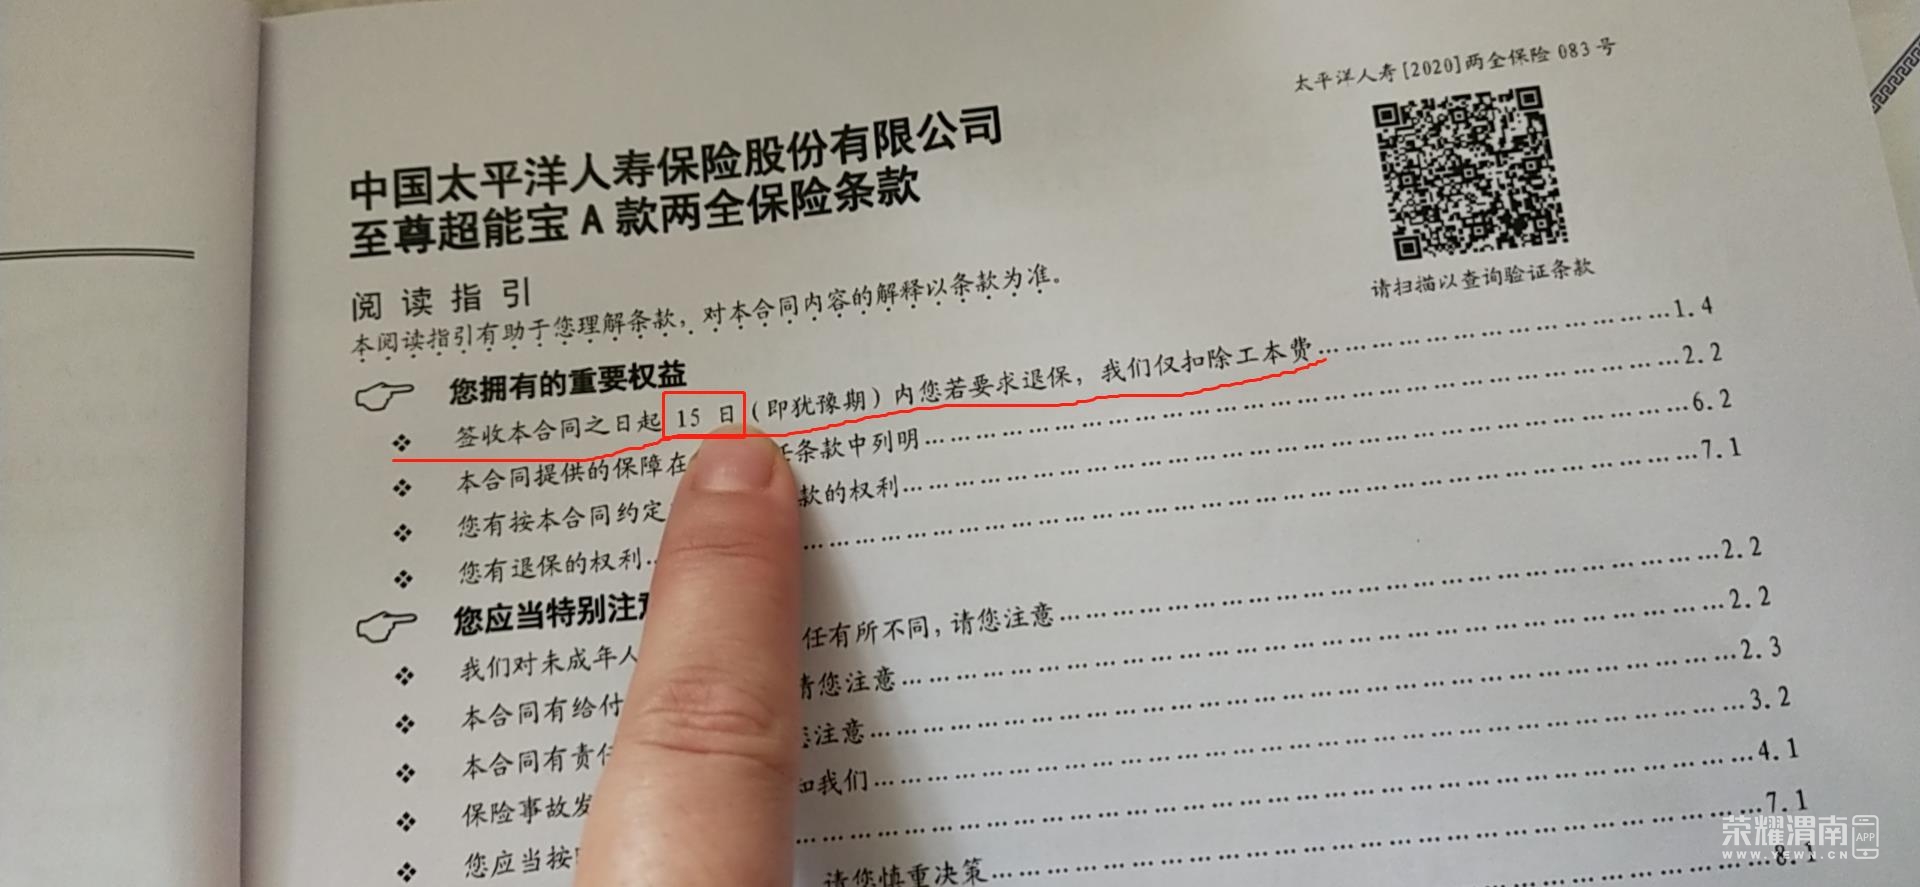 太平洋人寿[2020]两全保险 083 号
中国太平洋人寿保险股份有限公司
至尊超能宝 A 款两全保险条款
请扫描以查询验证条款
阅 读 指 引
本阅读指引有助于您理解条款，对本合同内容的解释以条款为准。
您拥有的重要权益
❖ 签收本合同之日起 15 日（即犹豫期）内您若要求退保，我们仅扣除工本费……1.4
❖ 本合同提供的保障在 条款中列明……2.2
❖ 您有按本合同约定 款的权利……6.2
❖ 您有退保的权利……7.1
您应当特别注
❖ 我们对未成年人 任有所不同，请您注意……2.2
❖ 本合同有给付 请您注意……2.2
❖ 本合同有责任 注意……2.3
❖ 保险事故发 知我们……3.2
❖ 您应当按 ……4.1
请您慎重决策……7.1
8.1
荣耀渭南 APP
WWW.YEWN.CN